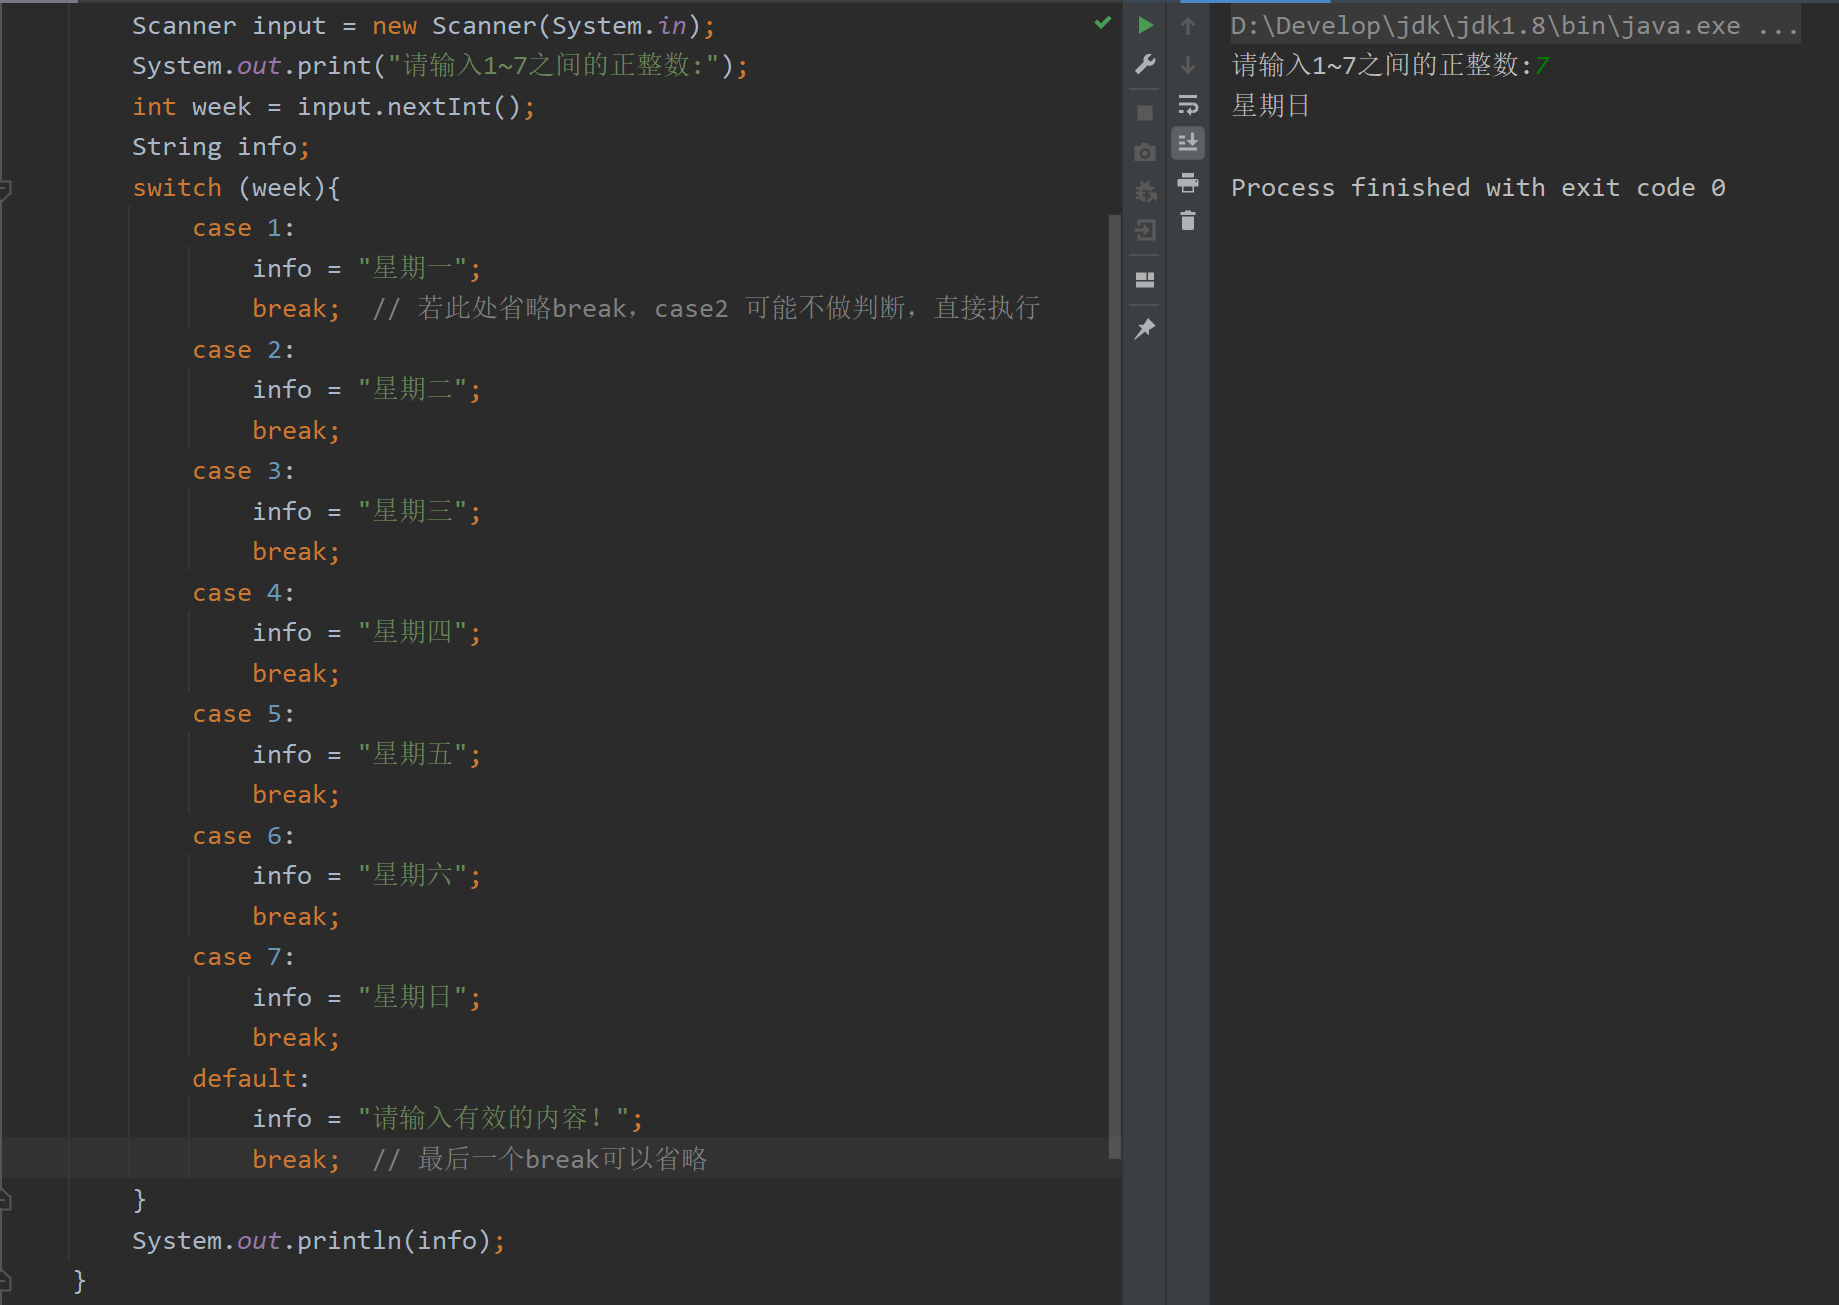 Scanner input = new Scanner(System.in);
System.out.print("请输入1~7之间的正整数:");
int week = input.nextInt();
String info;
switch (week){
case 1:
info = "星期一";
break;  // 若此处省略break，case2 可能不做判断，直接执行
case 2:
info = "星期二";
break;
case 3:
info = "星期三";
break;
case 4:
info = "星期四";
break;
case 5:
info = "星期五";
break;
case 6:
info = "星期六";
break;
case 7:
info = "星期日";
break;
default:
info = "请输入有效的内容！";
break;  // 最后一个break可以省略
}
System.out.println(info);
}
D:\Develop\jdk\jdk1.8\bin\java.exe ...
请输入1~7之间的正整数:7
星期日
Process finished with exit code 0